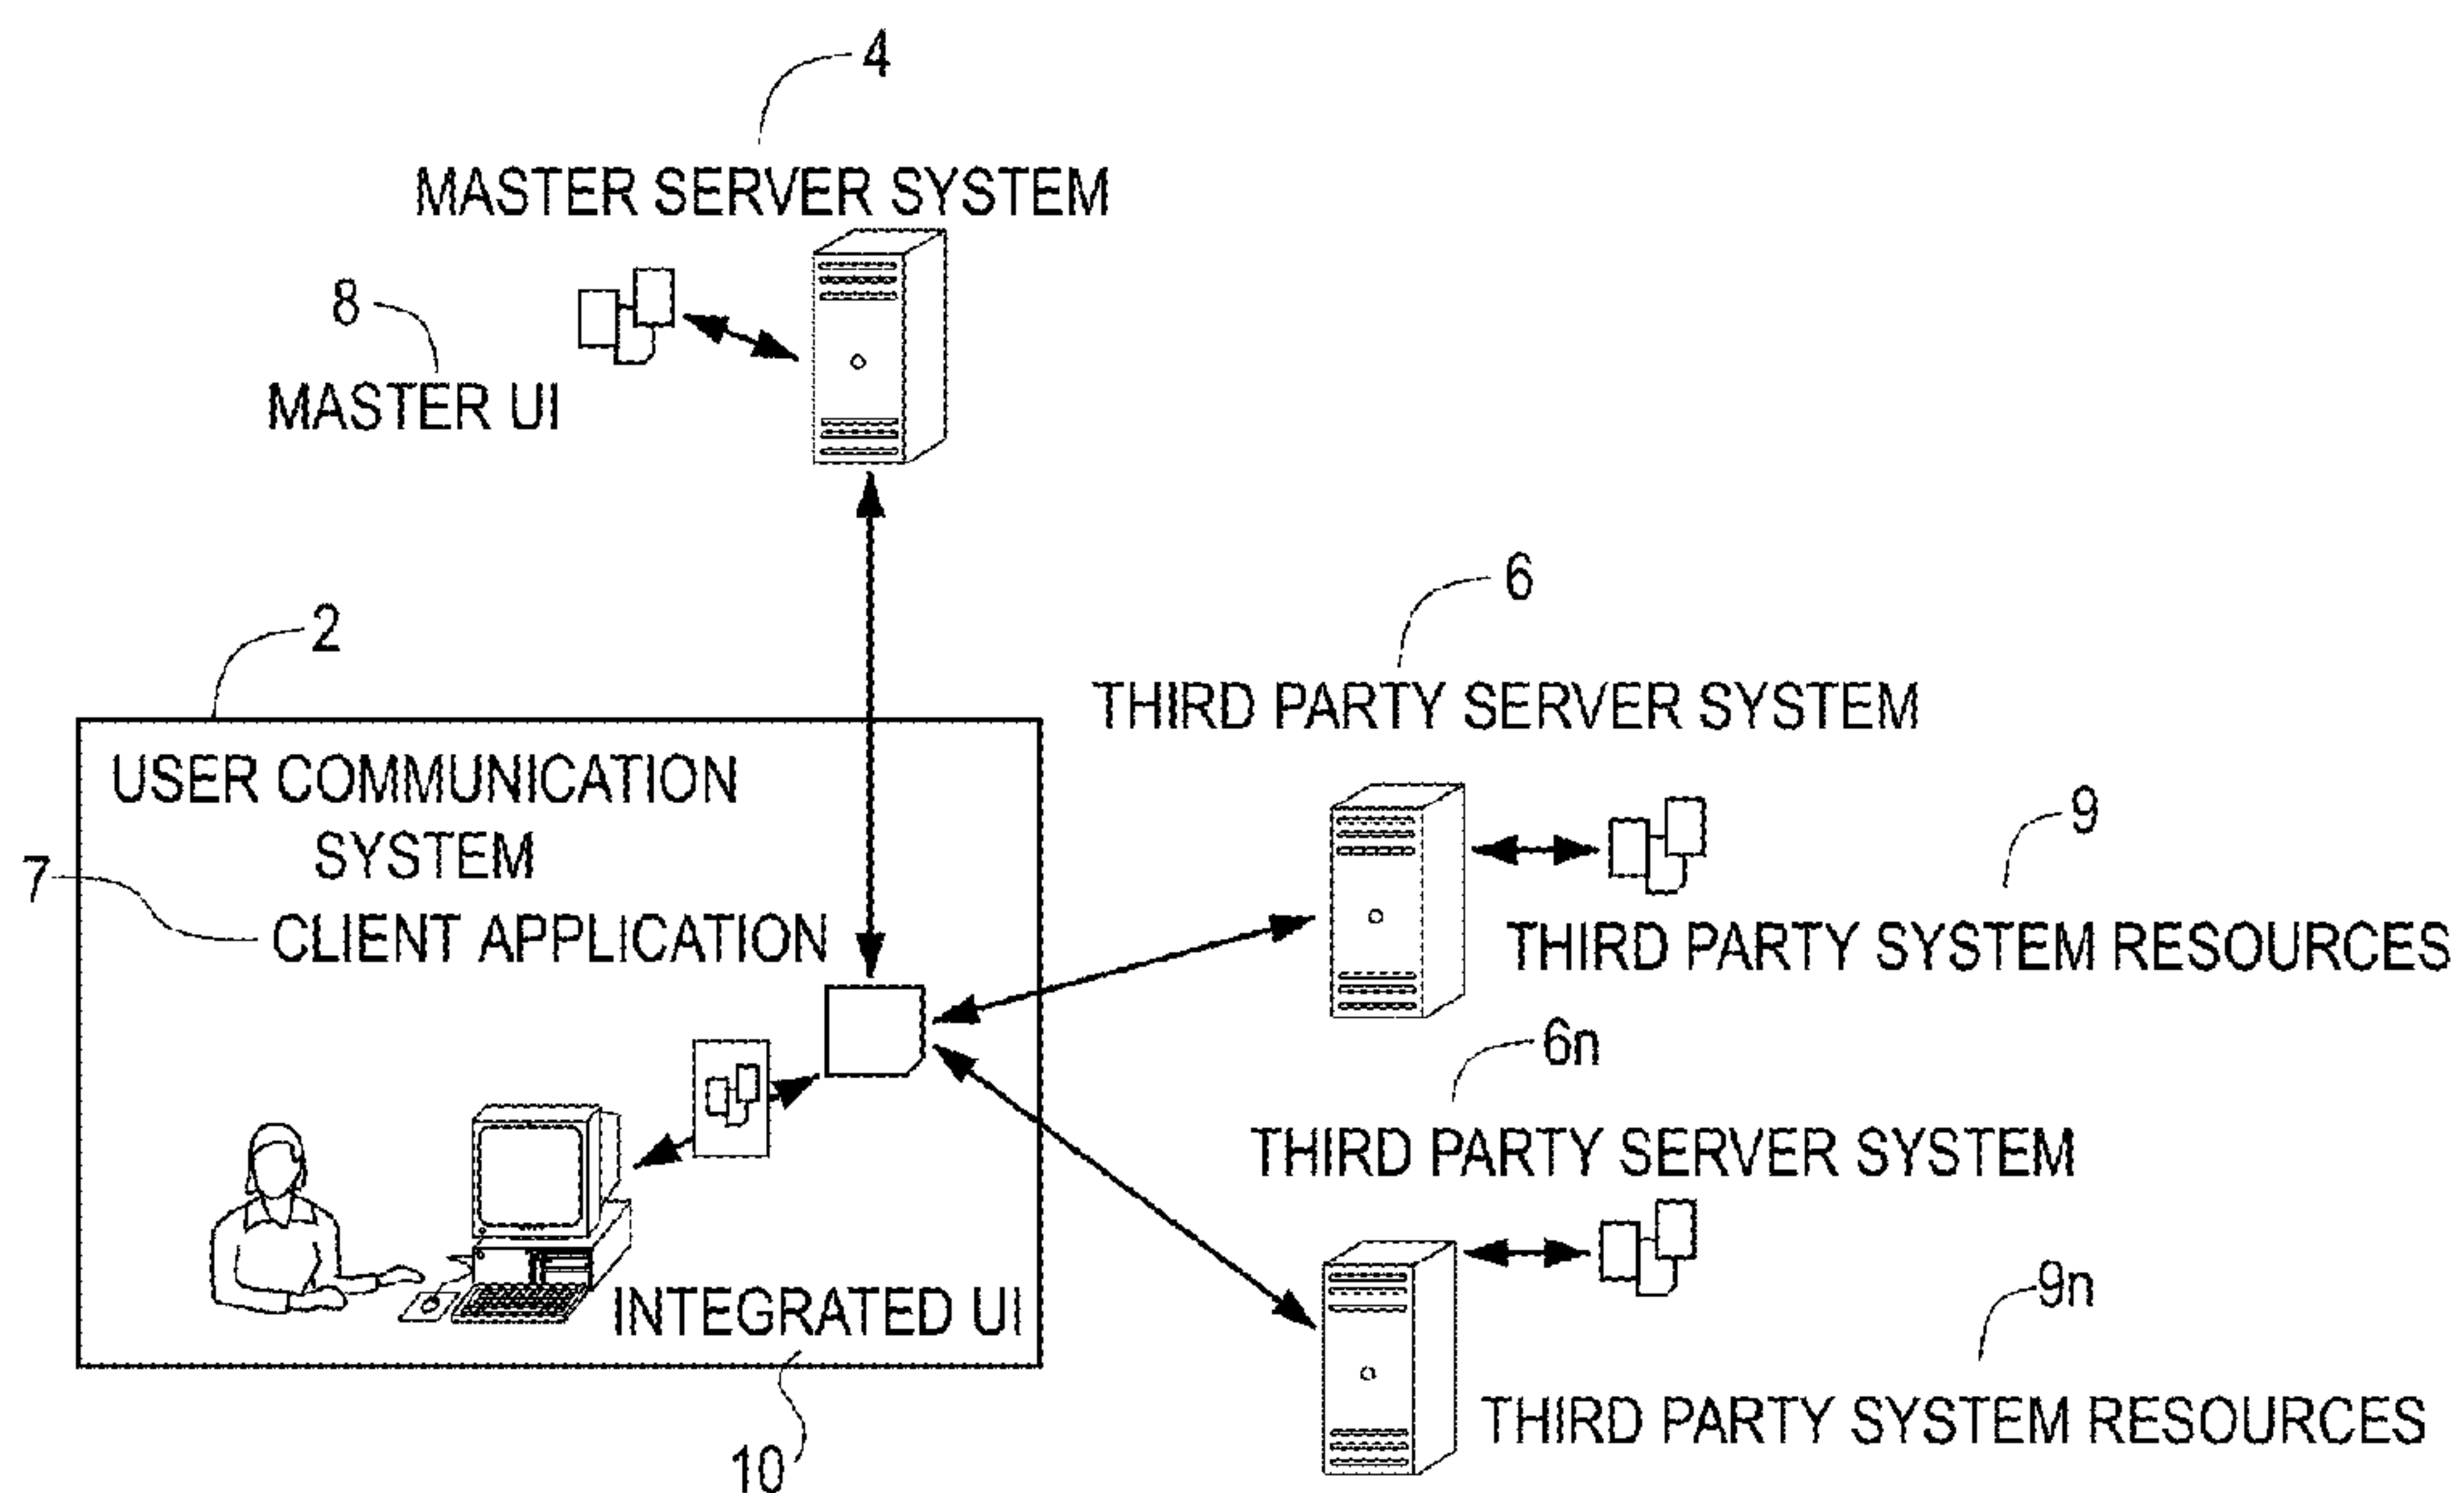 4
MASTER SERVER SYSTEM
8
MASTER UI
6
2
THIRD PARTY SERVER SYSTEM
USER COMMUNICATION
SYSTEM
9
7
CLIENT APPLICATION
THIRD PARTY SYSTEM RESOURCES
6n
THIRD PARTY SERVER SYSTEM
9n
INTEGRATED UI
THIRD PARTY SYSTEM RESOURCES
10